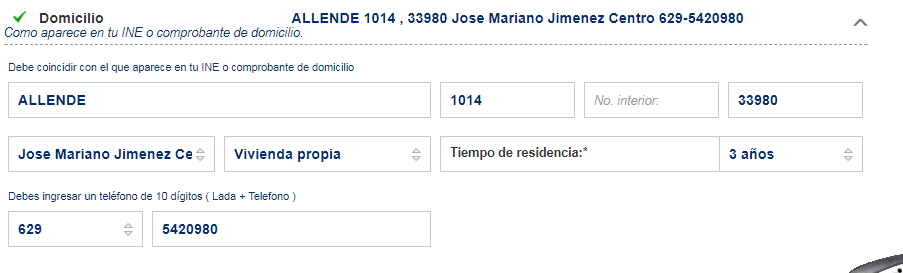 Domicilio ALLENDE 1014 , 33980 Jose Mariano Jimenez Centro 629-5420980
Como aparece en tu INE o comprobante de domicilio.
Debe coincidir con el que aparece en tu INE o comprobante de domicilio
ALLENDE 1014 No. interior: 33980
Jose Mariano Jimenez Ce Vivienda propia Tiempo de residencia:* 3 años
Debes ingresar un teléfono de 10 dígitos ( Lada + Telefono )
629 5420980